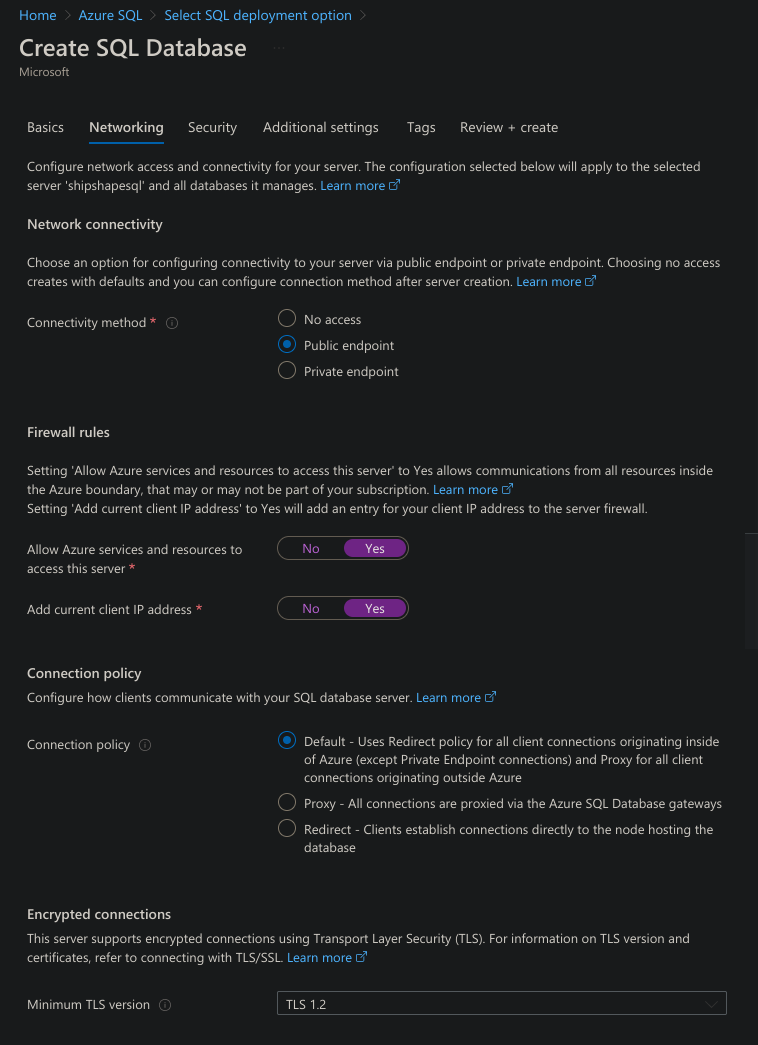 Home > Azure SQL > Select SQL deployment option >
Create SQL Database ...
Microsoft
Basics Networking Security Additional settings Tags Review + create
Configure network access and connectivity for your server. The configuration selected below will apply to the selected
server 'shipshapesql' and all databases it manages. Learn more
Network connectivity
Choose an option for configuring connectivity to your server via public endpoint or private endpoint. Choosing no access
creates with defaults and you can configure connection method after server creation. Learn more
Connectivity method *
No access
Public endpoint
Private endpoint
Firewall rules
Setting 'Allow Azure services and resources to access this server' to Yes allows communications from all resources inside
the Azure boundary, that may or may not be part of your subscription. Learn more
Setting 'Add current client IP address' to Yes will add an entry for your client IP address to the server firewall.
Allow Azure services and resources to
access this server *
No Yes
Add current client IP address *
No Yes
Connection policy
Configure how clients communicate with your SQL database server. Learn more
Connection policy
Default - Uses Redirect policy for all client connections originating inside
of Azure (except Private Endpoint connections) and Proxy for all client
connections originating outside Azure
Proxy - All connections are proxied via the Azure SQL Database gateways
Redirect - Clients establish connections directly to the node hosting the
database
Encrypted connections
This server supports encrypted connections using Transport Layer Security (TLS). For information on TLS version and
certificates, refer to connecting with TLS/SSL. Learn more
Minimum TLS version
TLS 1.2